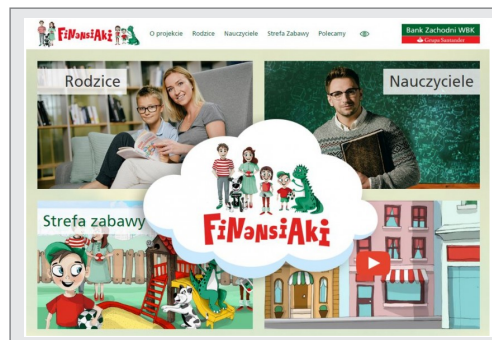 FiNanSiAki
O projekcie Rodzice Nauczyciele Strefa Zabawy Polecamy
Bank Zachodni WBK
Grupa Santander
Rodzice
Nauczyciele
Strefa zabawy
FiNanSiAki